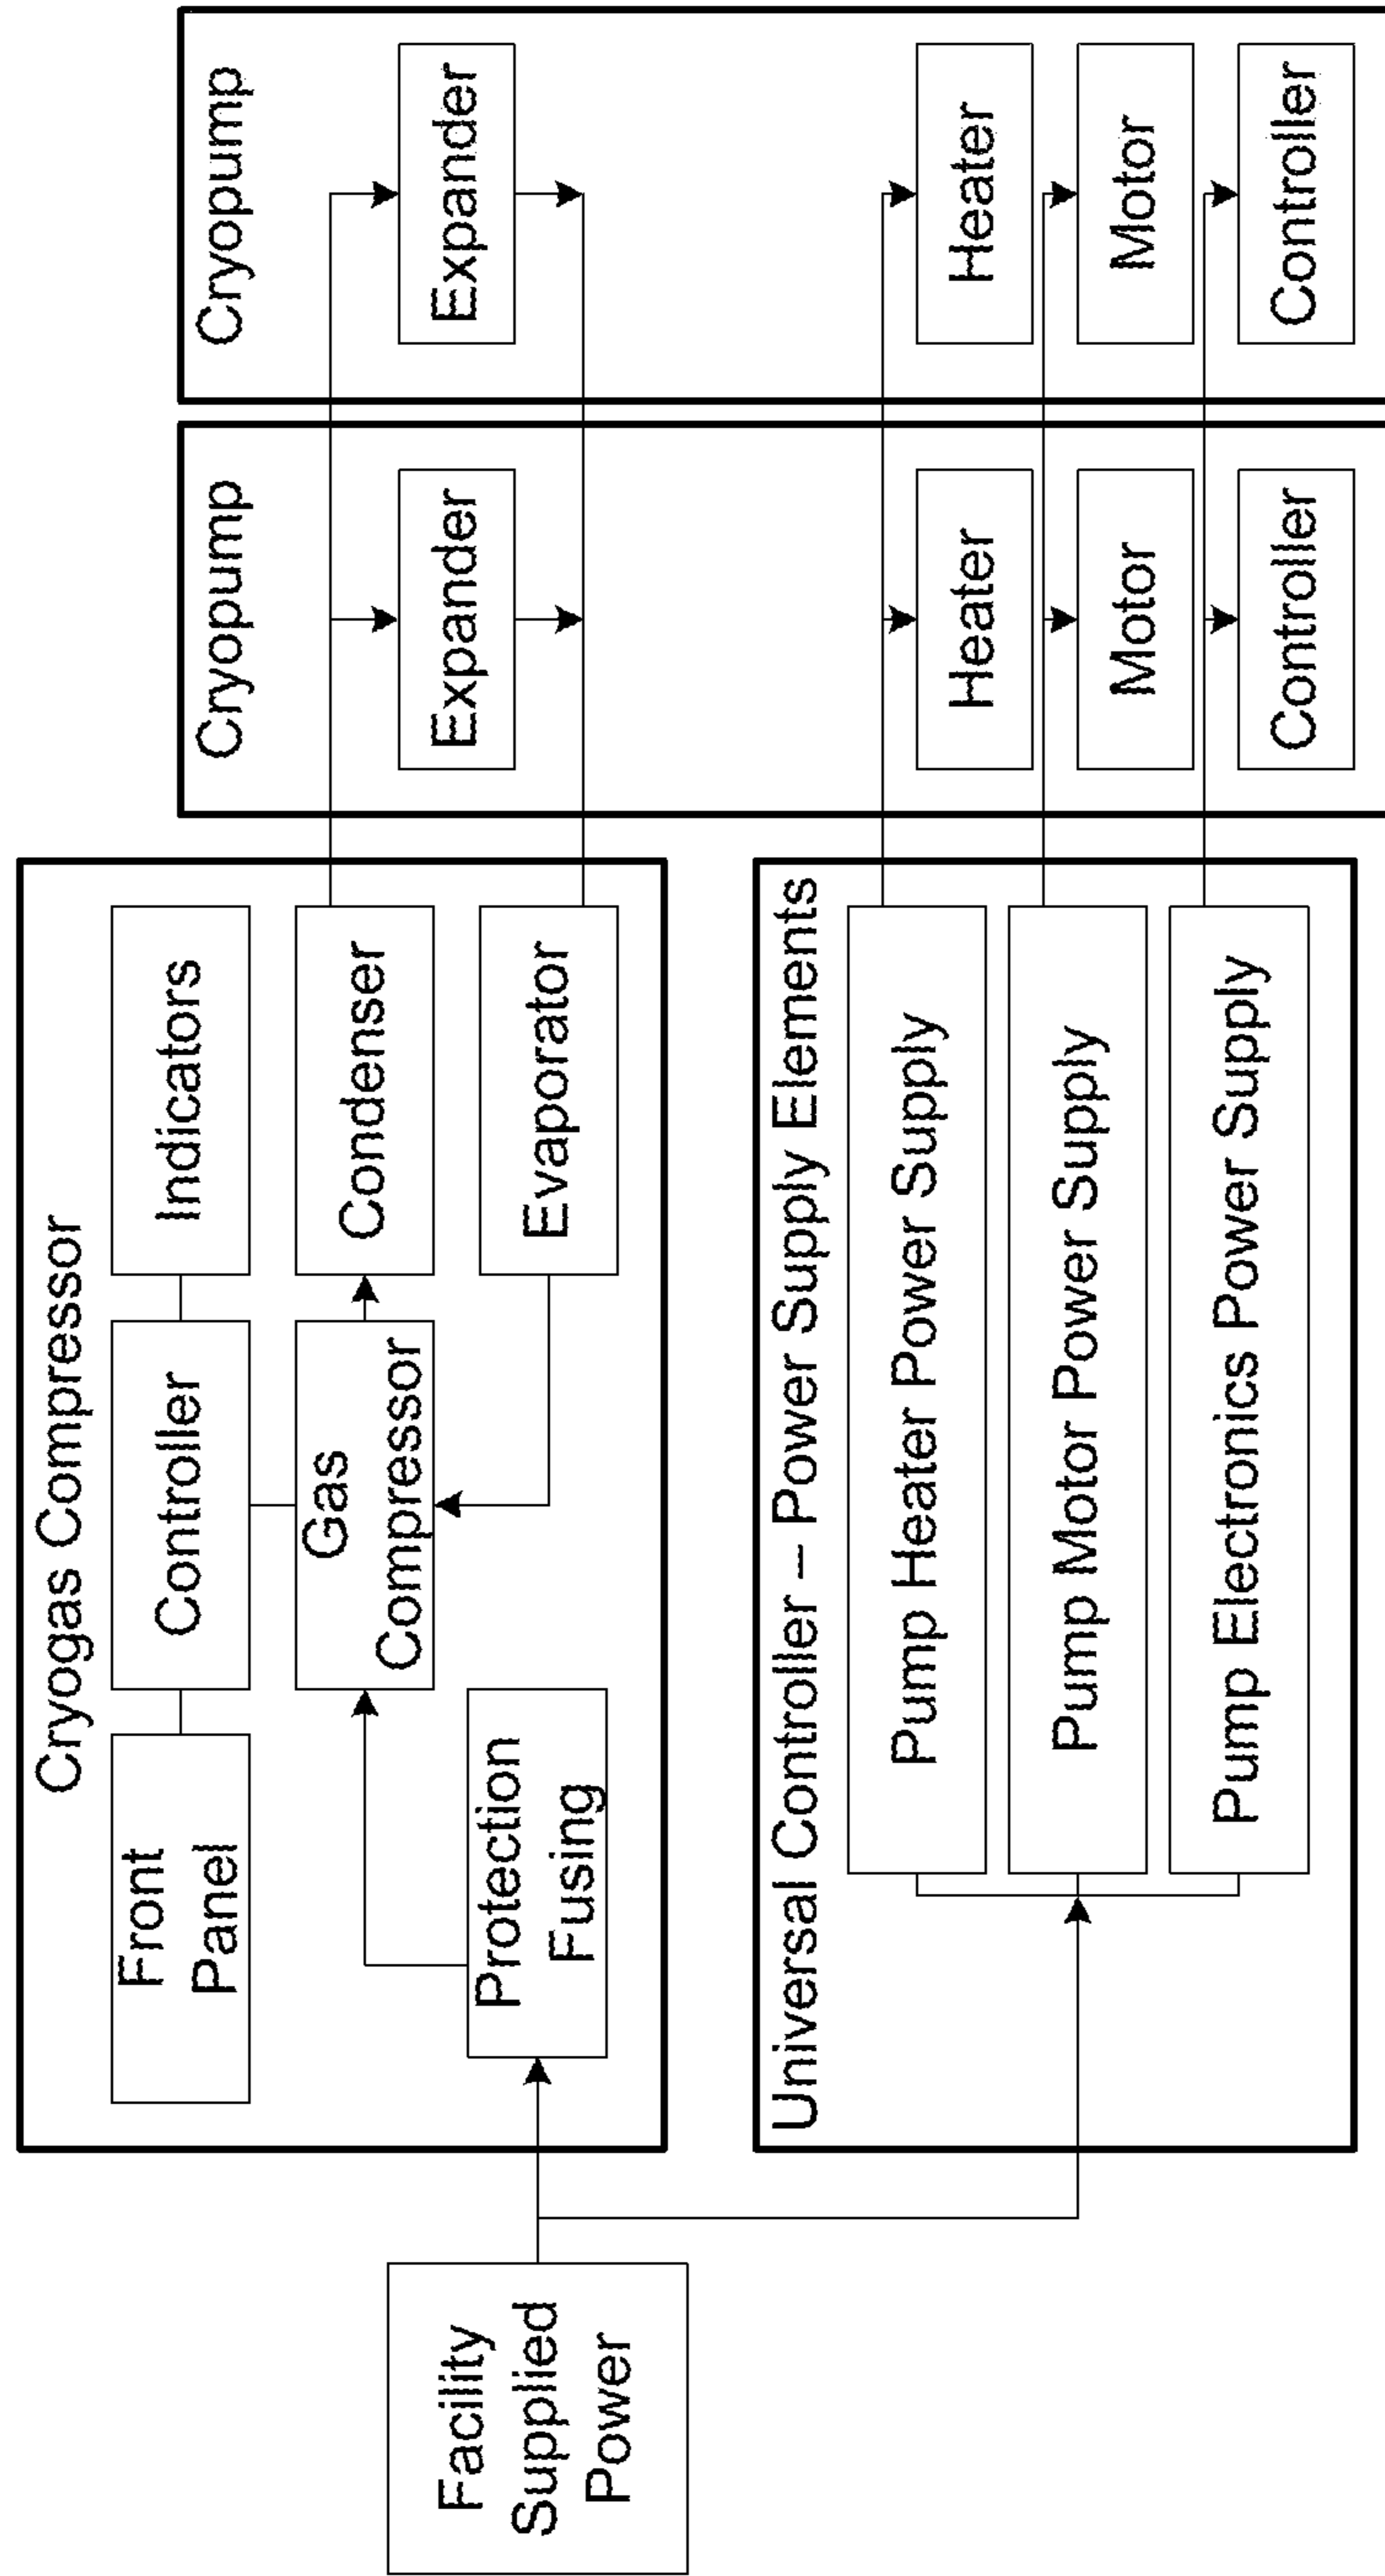 Facility
Supplied
Power
Cryogas Compressor
Front
Panel
Controller
Indicators
Gas
Compressor
Condenser
Protection
Fusing
Evaporator
Universal Controller – Power Supply Elements
Pump Heater Power Supply
Pump Motor Power Supply
Pump Electronics Power Supply
Cryopump
Expander
Heater
Motor
Controller
Cryopump
Expander
Heater
Motor
Controller